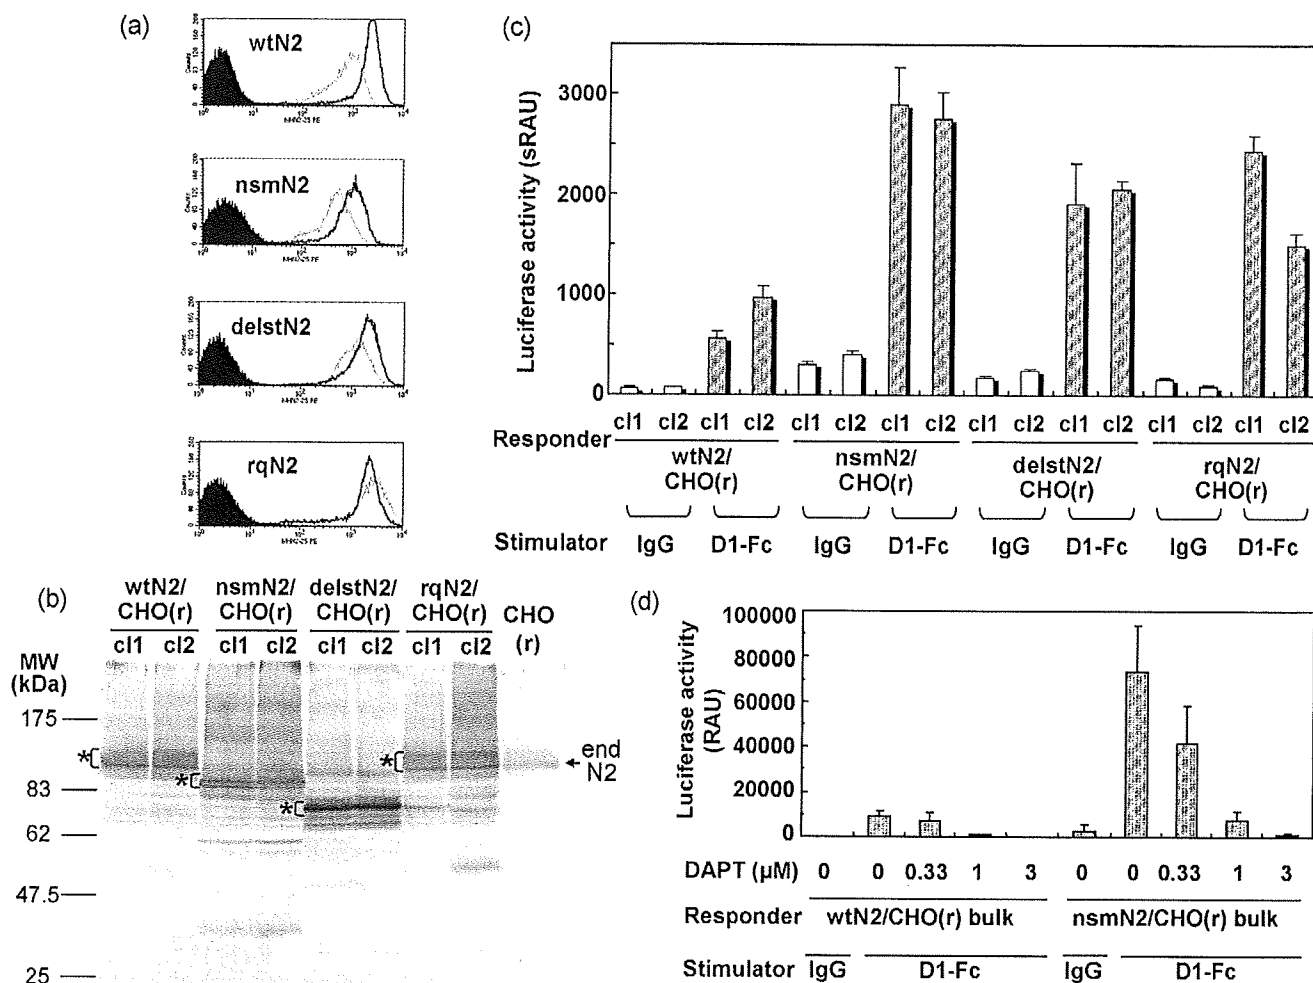 (a)
wtN2
nsmN2
delstN2
rqN2
(c)
Luciferase activity (sRAU)
3000
2000
1000
0
Responder
cl1 cl2 cl1 cl2 cl1 cl2 cl1 cl2 cl1 cl2 cl1 cl2 cl1 cl2 cl1 cl2
wtN2/ nsmN2/ delstN2/ rqN2/
CHO(r) CHO(r) CHO(r) CHO(r)
Stimulator IgG D1-Fc IgG D1-Fc IgG D1-Fc IgG D1-Fc
(b)
wtN2/ nsmN2/ delstN2/ rqN2/
CHO(r) CHO(r) CHO(r) CHO(r) CHO
(r)
cl1 cl2 cl1 cl2 cl1 cl2 cl1 cl2
MW
(kDa)
175
83
62
47.5
25
*
*
*
*
end
N2
(d)
Luciferase activity
(RAU)
100000
80000
60000
40000
20000
0
DAPT (µM) 0 0 0.33 1 3 0 0 0.33 1 3
Responder wtN2/CHO(r) bulk nsmN2/CHO(r) bulk
Stimulator IgG D1-Fc IgG D1-Fc